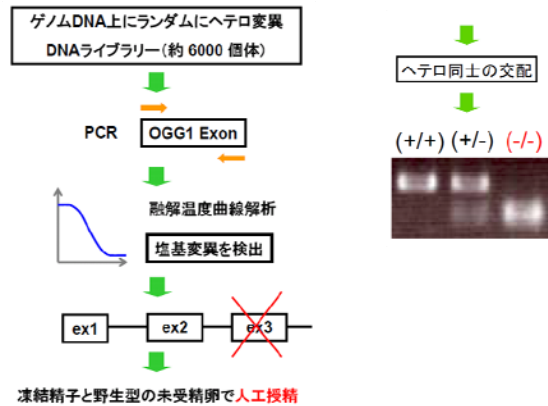 ゲノムDNA上にランダムにヘテロ変異
DNAライブラリー(約 6000 個体)
PCR
OGG1 Exon
融解温度曲線解析
塩基変異を検出
ex1
ex2
ex3
凍結精子と野生型の未受精卵で人工授精
ヘテロ同士の交配
(+/+) (+/-) (-/-)